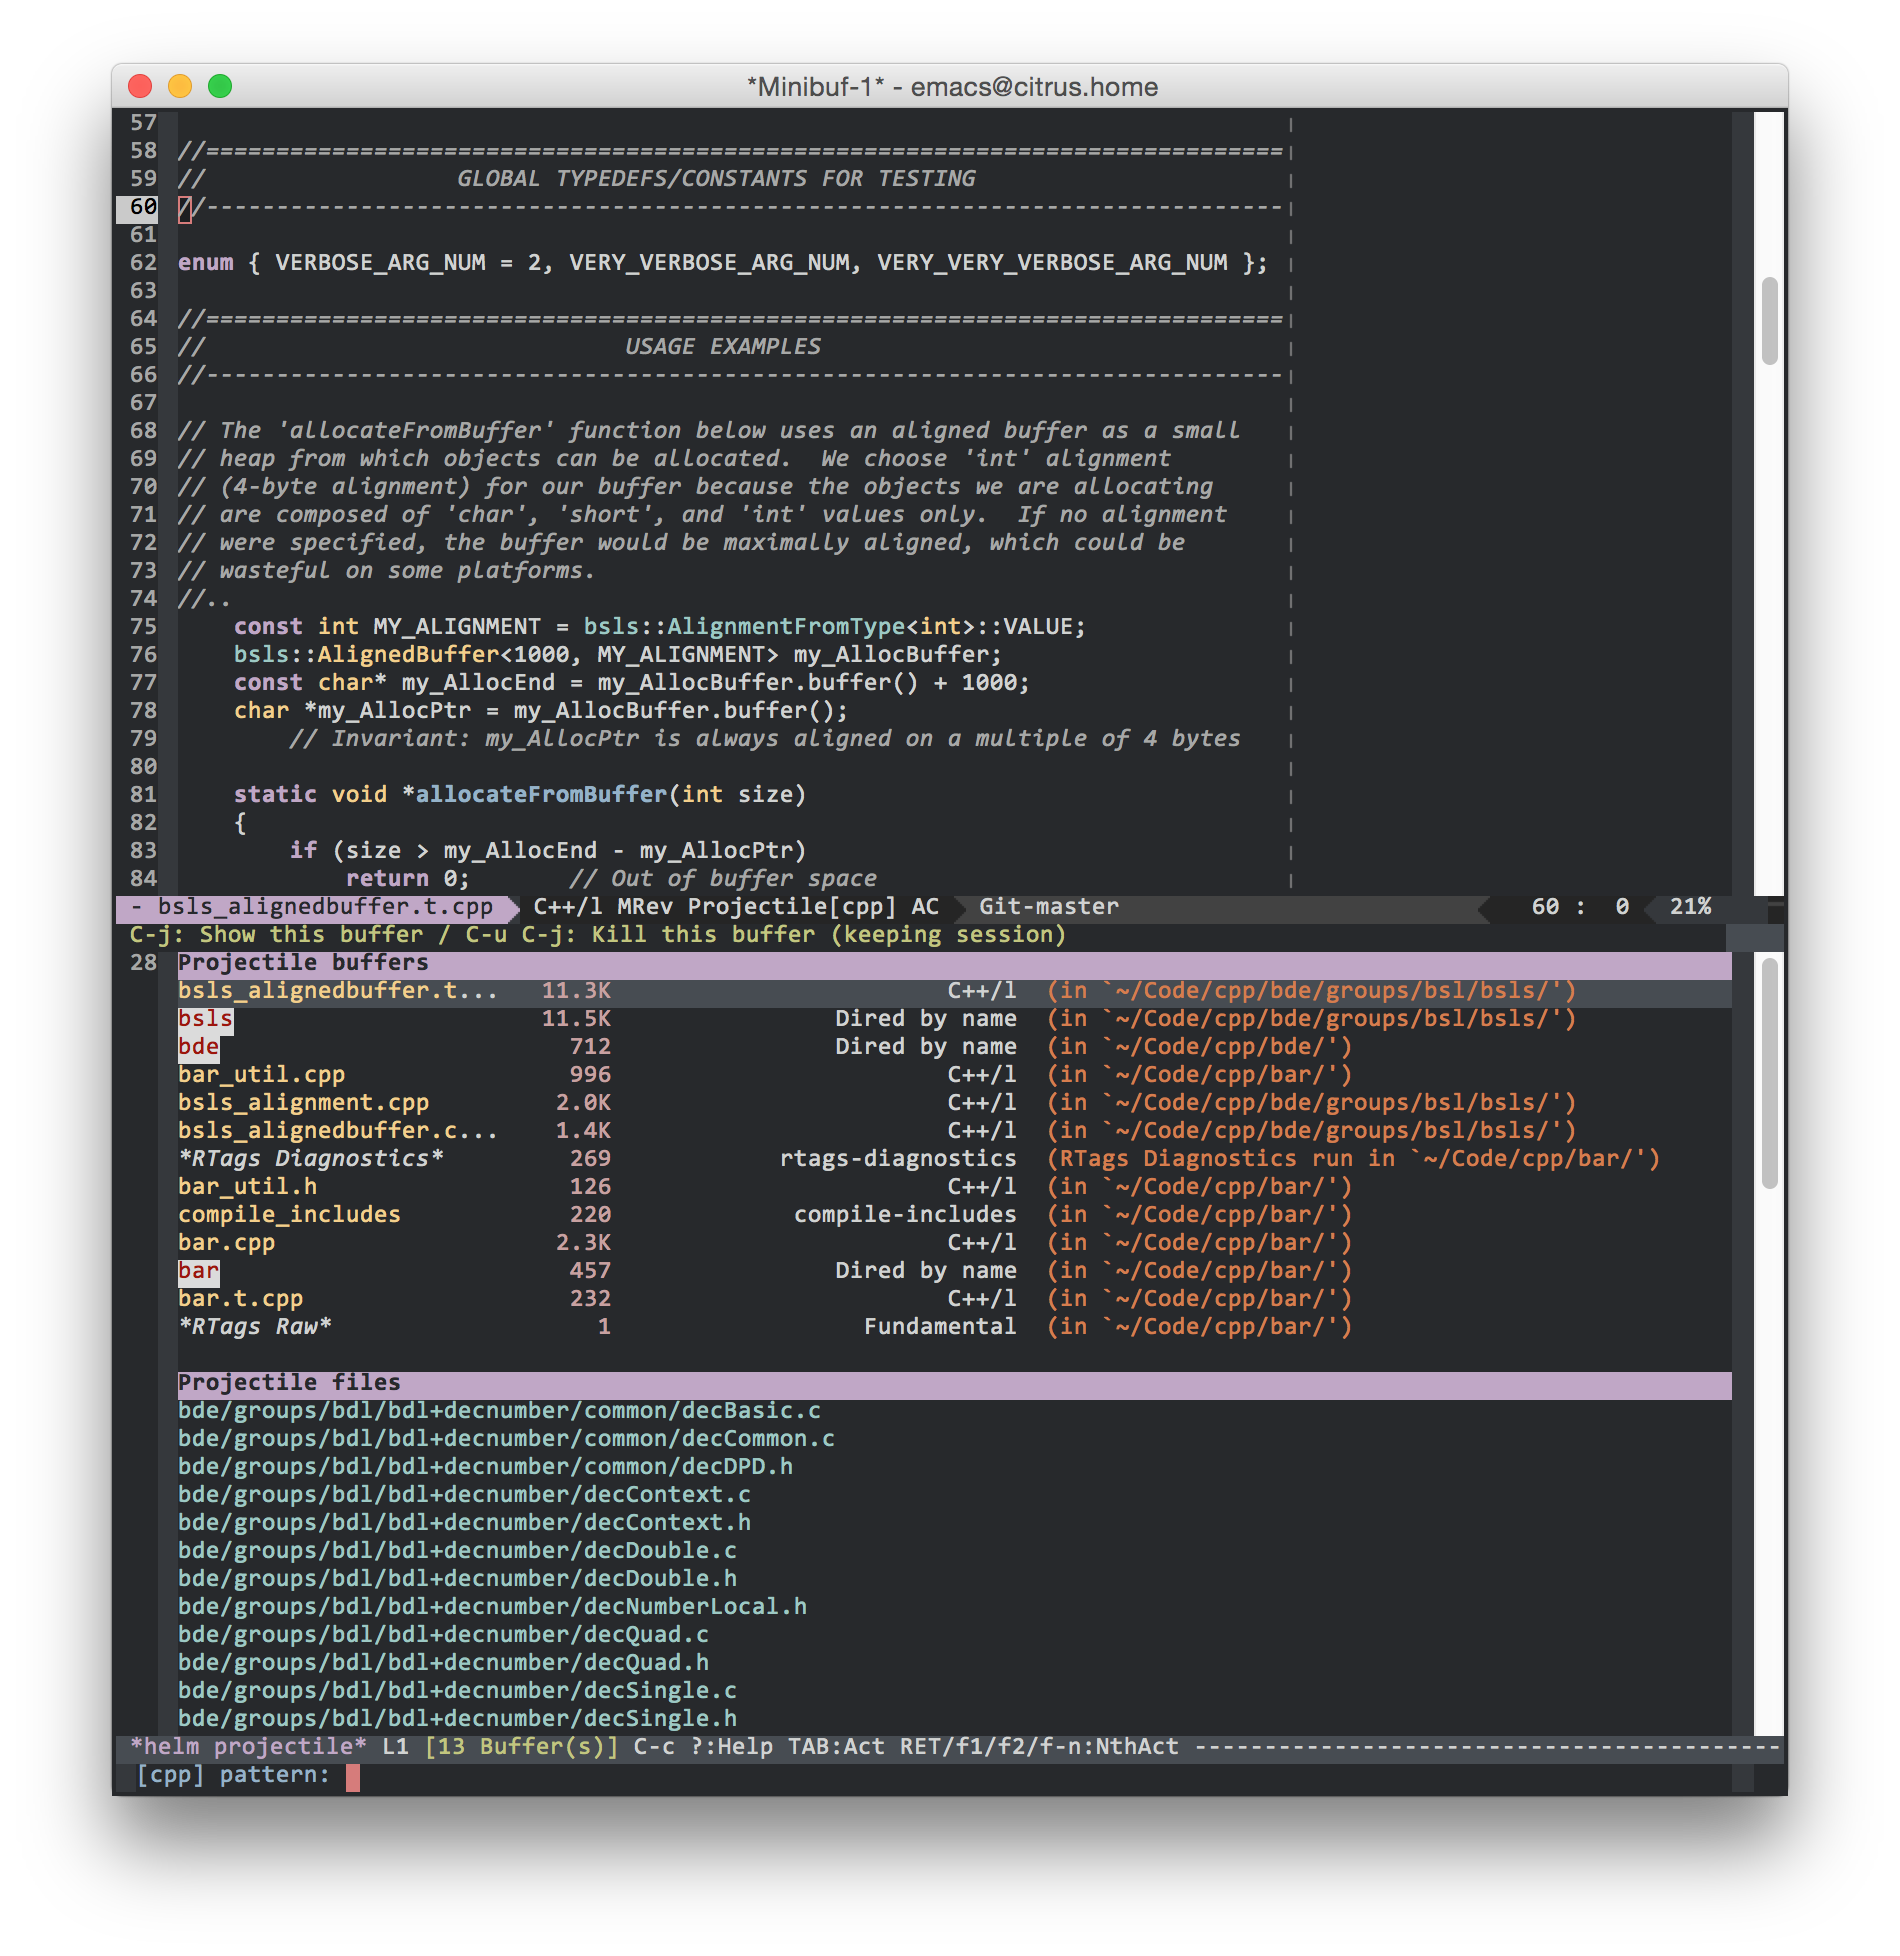 *Minibuf-1* - emacs@citrus.home
57
58 //=============================================================================
59 //                  GLOBAL TYPEDEFS/CONSTANTS FOR TESTING
60 //-----------------------------------------------------------------------------
61
62 enum { VERBOSE_ARG_NUM = 2, VERY_VERBOSE_ARG_NUM, VERY_VERY_VERBOSE_ARG_NUM };
63
64 //=============================================================================
65 //                              USAGE EXAMPLES
66 //-----------------------------------------------------------------------------
67
68 // The 'allocateFromBuffer' function below uses an aligned buffer as a small
69 // heap from which objects can be allocated.  We choose 'int' alignment
70 // (4-byte alignment) for our buffer because the objects we are allocating
71 // are composed of 'char', 'short', and 'int' values only.  If no alignment
72 // were specified, the buffer would be maximally aligned, which could be
73 // wasteful on some platforms.
74 //..
75     const int MY_ALIGNMENT = bsls::AlignmentFromType<int>::VALUE;
76     bsls::AlignedBuffer<1000, MY_ALIGNMENT> my_AllocBuffer;
77     const char* my_AllocEnd = my_AllocBuffer.buffer() + 1000;
78     char *my_AllocPtr = my_AllocBuffer.buffer();
79         // Invariant: my_AllocPtr is always aligned on a multiple of 4 bytes
80
81     static void *allocateFromBuffer(int size)
82     {
83         if (size > my_AllocEnd - my_AllocPtr)
84             return 0;       // Out of buffer space
- bsls_alignedbuffer.t.cpp C++/l MRev Projectile[cpp] AC Git-master 60 : 0 21%
C-j: Show this buffer / C-u C-j: Kill this buffer (keeping session)
28 Projectile buffers
bsls_alignedbuffer.t... 11.3K C++/l (in `~/Code/cpp/bde/groups/bsl/bsls/')
bsls 11.5K Dired by name (in `~/Code/cpp/bde/groups/bsl/bsls/')
bde 712 Dired by name (in `~/Code/cpp/bde/')
bar_util.cpp 996 C++/l (in `~/Code/cpp/bar/')
bsls_alignment.cpp 2.0K C++/l (in `~/Code/cpp/bde/groups/bsl/bsls/')
bsls_alignedbuffer.c... 1.4K C++/l (in `~/Code/cpp/bde/groups/bsl/bsls/')
*RTags Diagnostics* 269 rtags-diagnostics (RTags Diagnostics run in `~/Code/cpp/bar/')
bar_util.h 126 C++/l (in `~/Code/cpp/bar/')
compile_includes 220 compile-includes (in `~/Code/cpp/bar/')
bar.cpp 2.3K C++/l (in `~/Code/cpp/bar/')
bar 457 Dired by name (in `~/Code/cpp/bar/')
bar.t.cpp 232 C++/l (in `~/Code/cpp/bar/')
*RTags Raw* 1 Fundamental (in `~/Code/cpp/bar/')
Projectile files
bde/groups/bdl/bdl+decnumber/common/decBasic.c
bde/groups/bdl/bdl+decnumber/common/decCommon.c
bde/groups/bdl/bdl+decnumber/common/decDPD.h
bde/groups/bdl/bdl+decnumber/decContext.c
bde/groups/bdl/bdl+decnumber/decContext.h
bde/groups/bdl/bdl+decnumber/decDouble.c
bde/groups/bdl/bdl+decnumber/decDouble.h
bde/groups/bdl/bdl+decnumber/decNumberLocal.h
bde/groups/bdl/bdl+decnumber/decQuad.c
bde/groups/bdl/bdl+decnumber/decQuad.h
bde/groups/bdl/bdl+decnumber/decSingle.c
bde/groups/bdl/bdl+decnumber/decSingle.h
*helm projectile* L1 [13 Buffer(s)] C-c ?:Help TAB:Act RET/f1/f2/f-n:NthAct ------------------------------------------
[cpp] pattern: